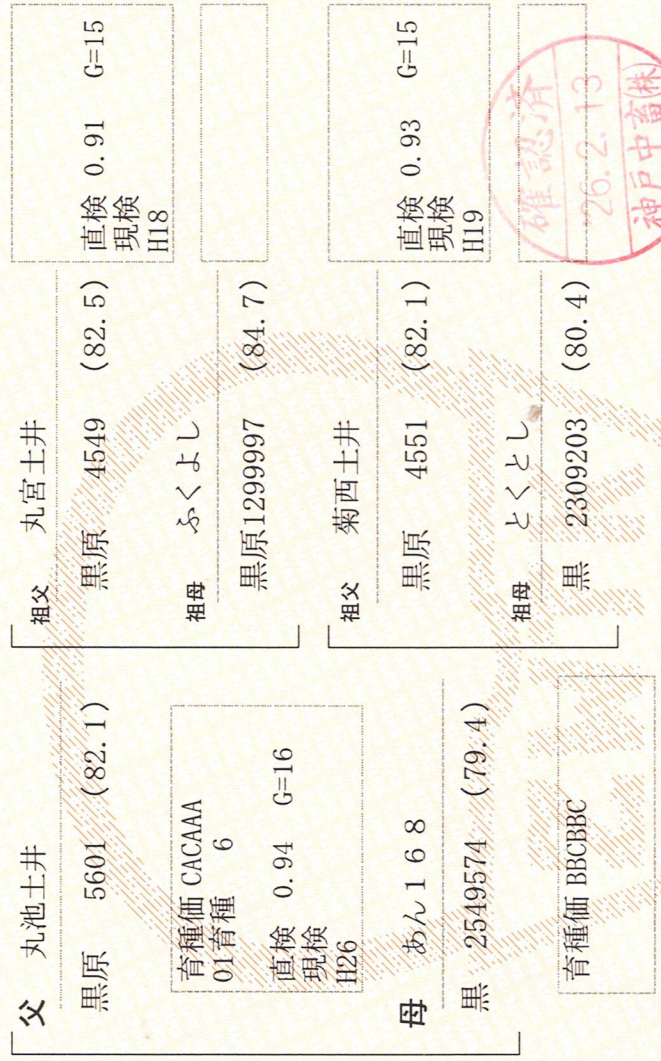 父 丸池土井
黒原 5601 (82.1)
育種価 CACAAA
01育種 6
直検 0.94 G=16
現検
H26
母 あん168
黒 2549574 (79.4)
育種価 BBCBBC
祖父 丸宮土井
黒原 4549 (82.5)
直検 0.91 G=15
現検
H18
祖母 ふくよし
黒原1299997 (84.7)
祖父 菊西土井
黒原 4551 (82.1)
直検 0.93 G=15
現検
H19
祖母 とくとし
黒 2309203 (80.4)
確認済
'26.2.13
神戸中畜(株)